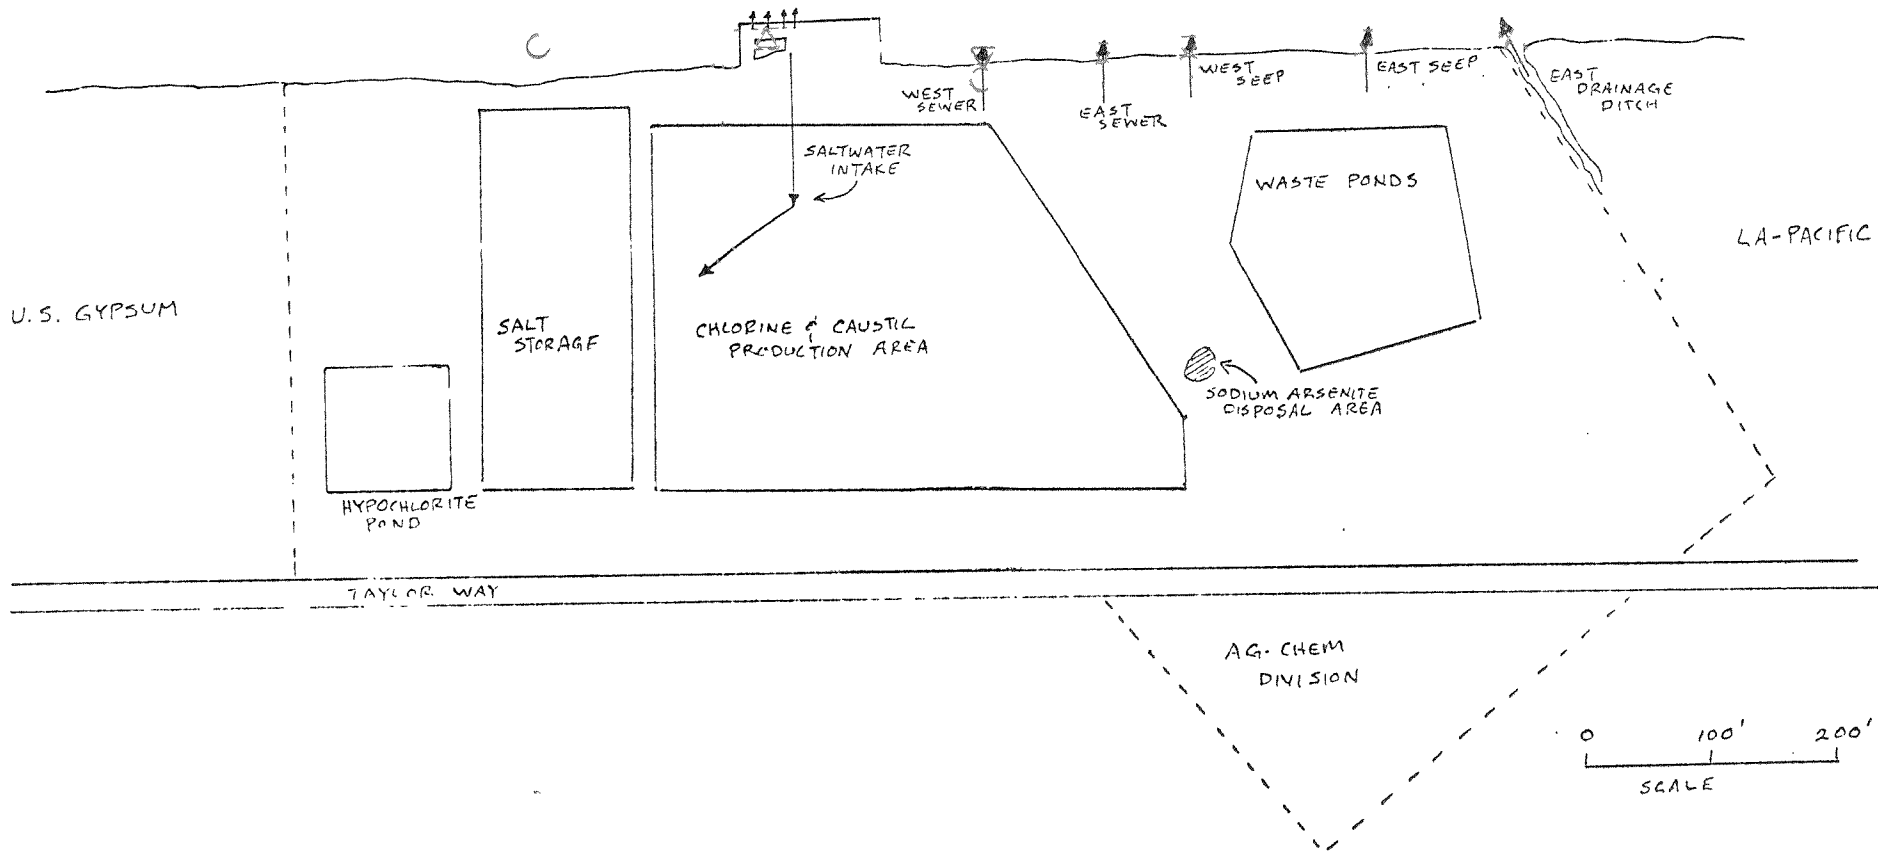 WEST
SEWER
EAST
SEWER
WEST
SEEP
EAST SEEP
EAST
DRAINAGE
DITCH
SALTWATER
INTAKE
WASTE PONDS
LA-PACIFIC
U.S. GYPSUM
SALT
STORAGE
CHLORINE & CAUSTIC
PRODUCTION AREA
SODIUM ARSENITE
DISPOSAL AREA
HYPOCHLORITE
POND
TAYLOR WAY
AG-CHEM
DIVISION
0 100' 200'
SCALE